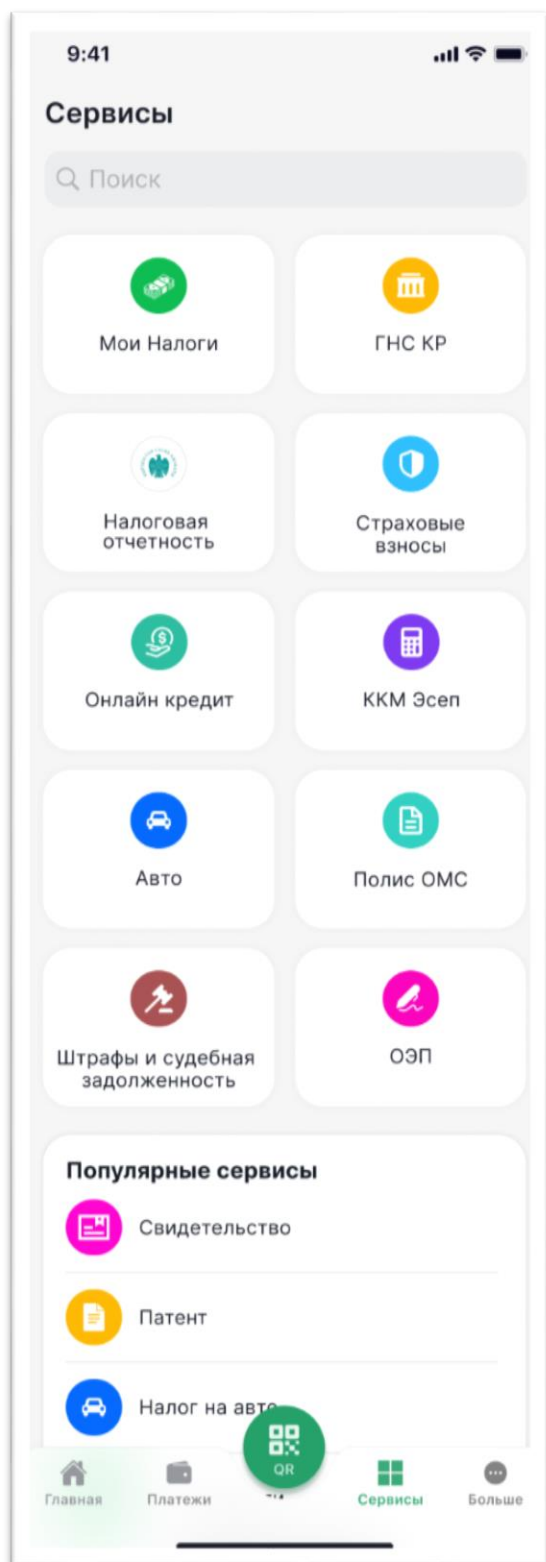 9:41
Сервисы
Поиск
Мои Налоги
ГНС КР
Налоговая
отчетность
Страховые
взносы
Онлайн кредит
ККМ Эсеп
Авто
Полис ОМС
Штрафы и судебная
задолженность
ОЭП
Популярные сервисы
Свидетельство
Патент
Налог на авто
QR
Главная
Платежи
Сервисы
Больше